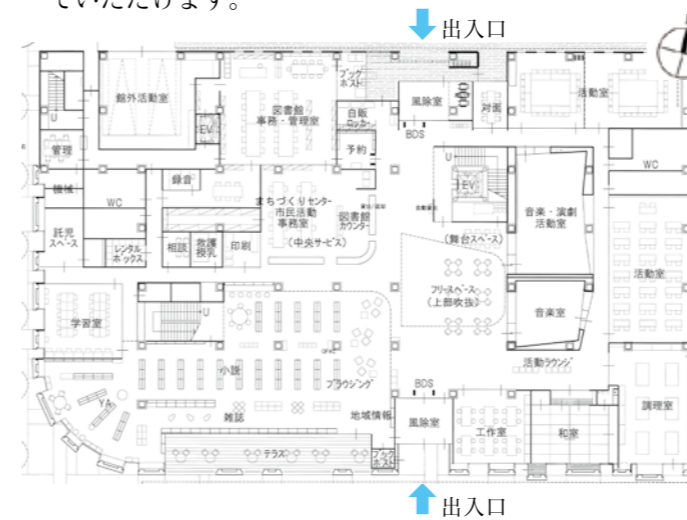 ていただけます。
出入口
館外活動室
図書館
事務・管理室
ブック
ポスト
風除室
対面
活動室
自販
ロッカー
BDS
予約
EV
U
管理
機械
WC
録音
まちづくりセンター
市民活動
事務室
(中央サービス)
図書館
カウンター
U
EV
(舞台スペース)
音楽・演劇
活動室
WC
託児
スペース
レンタル
ボックス
相談
救護
授乳
印刷
フリースペース
(上部吹抜)
活動室
学習室
U
音楽室
小説
ブラウジング
活動ラウンジ
YA
雑誌
地域情報
BDS
風除室
工作室
和室
調理室
テラス
ブック
ポスト
出入口